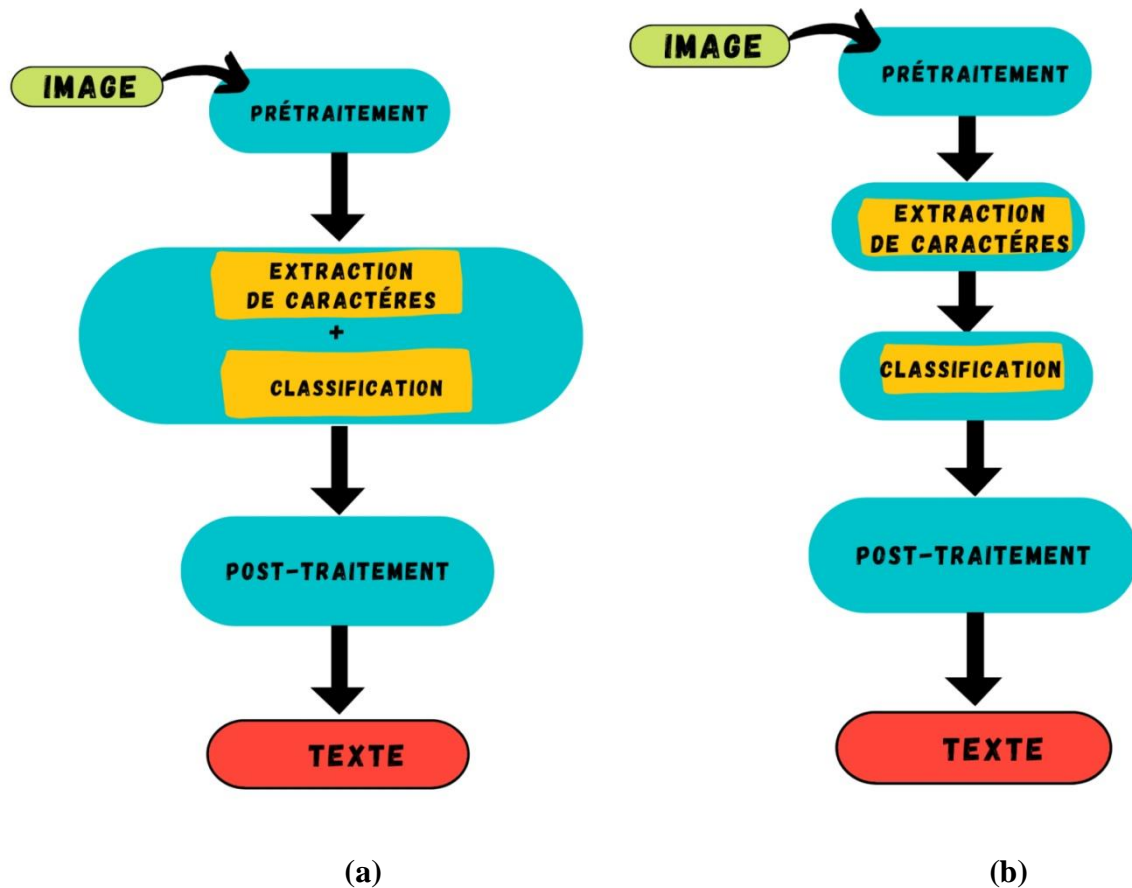 IMAGE
PRÉTRAITEMENT
EXTRACTION
DE CARACTÉRES
+
CLASSIFICATION
POST-TRAITEMENT
TEXTE
(a)
IMAGE
PRÉTRAITEMENT
EXTRACTION
DE CARACTÉRES
CLASSIFICATION
POST-TRAITEMENT
TEXTE
(b)